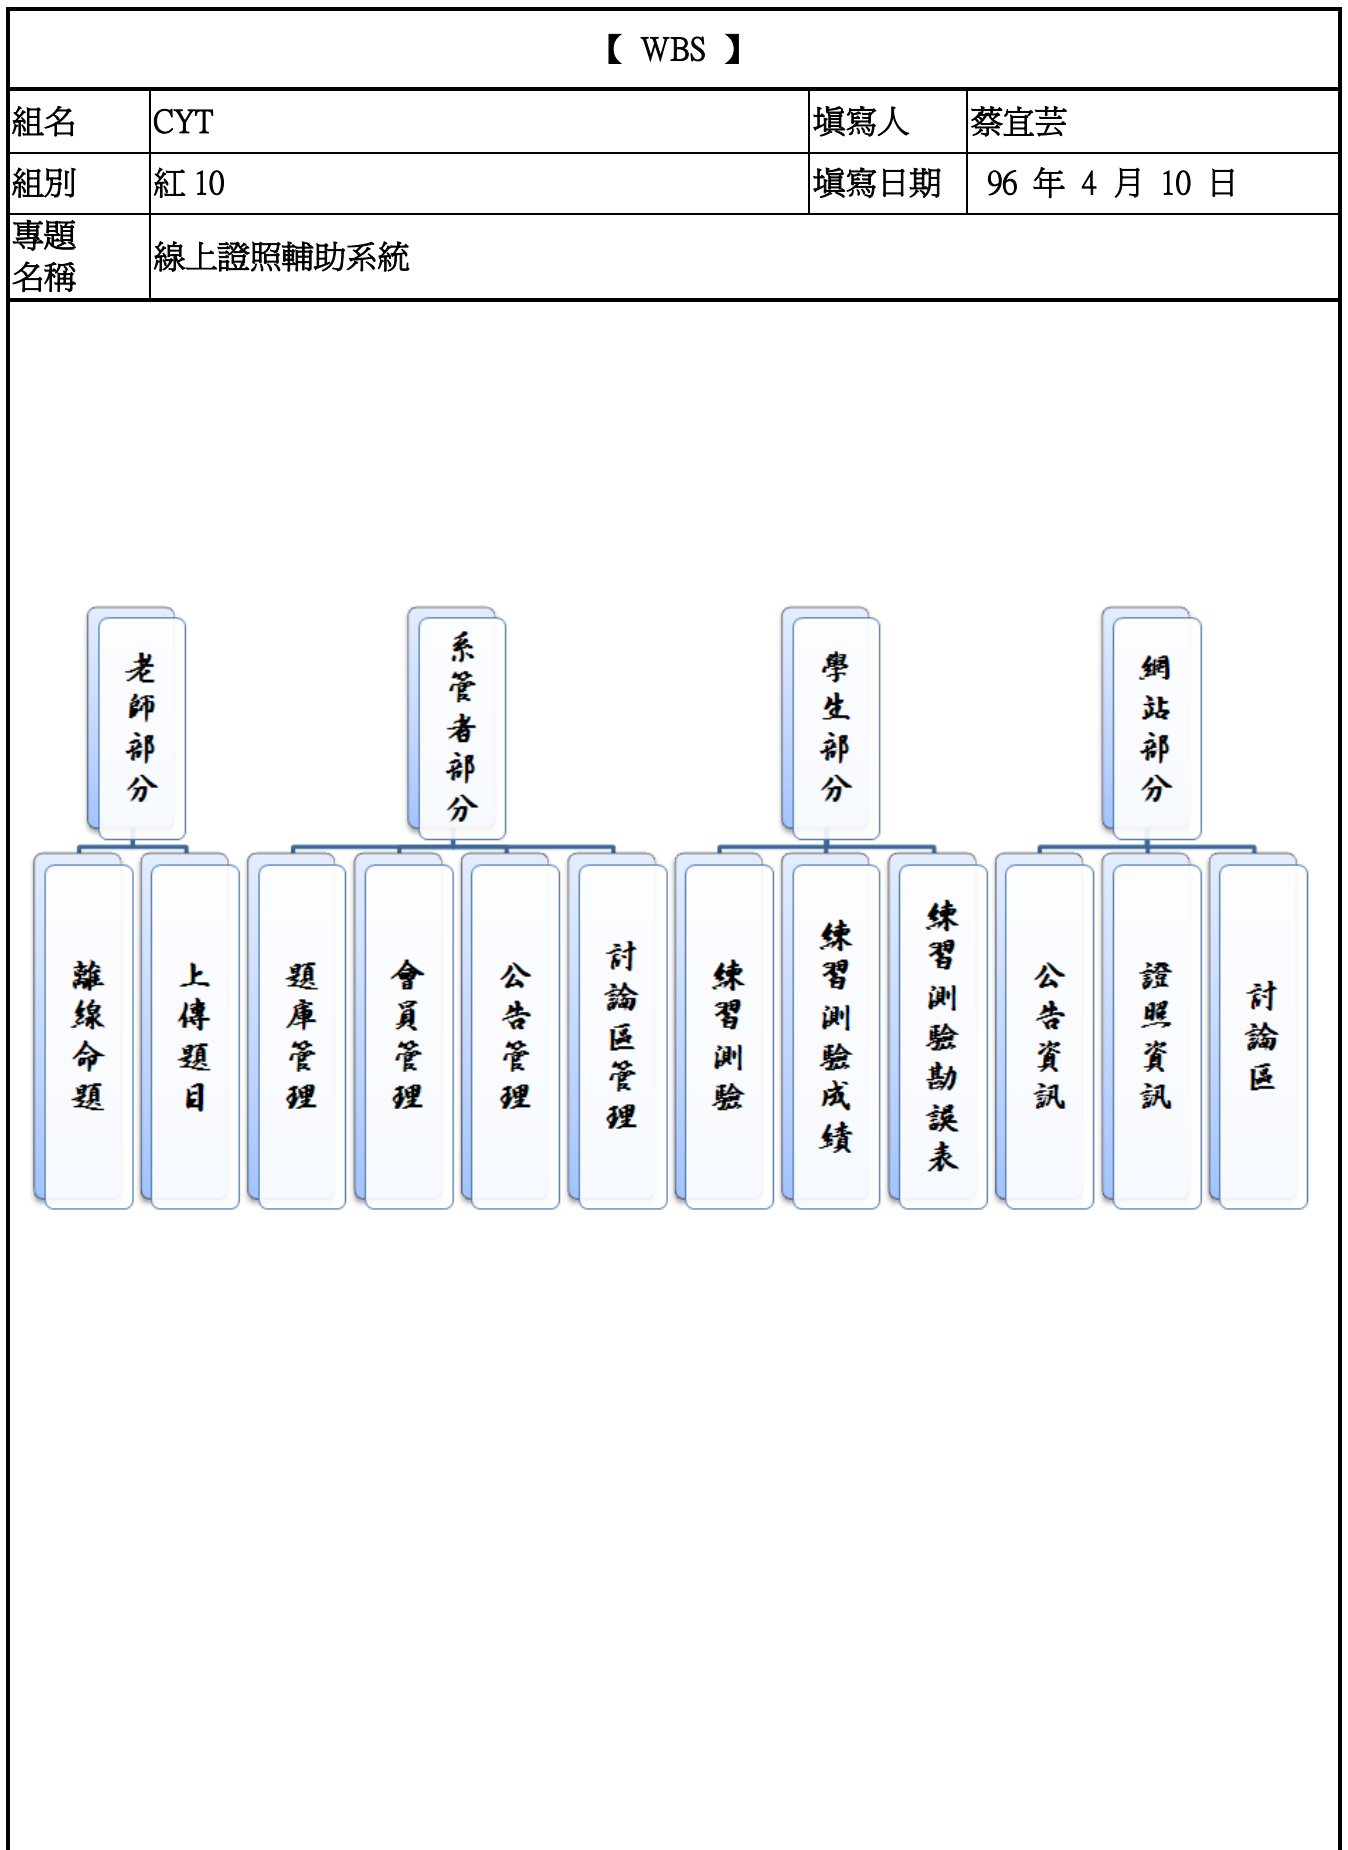 【 WBS 】
組名 CYT 填寫人 蔡宜芸
組別 紅 10 填寫日期 96 年 4 月 10 日
專題
名稱
線上證照輔助系統
老師部分
系管者部分
學生部分
網站部分
離線命題
上傳題目
題庫管理
會員管理
公告管理
討論區管理
練習測驗
練習測驗成績
練習測驗勘誤表
公告資訊
證照資訊
討論區